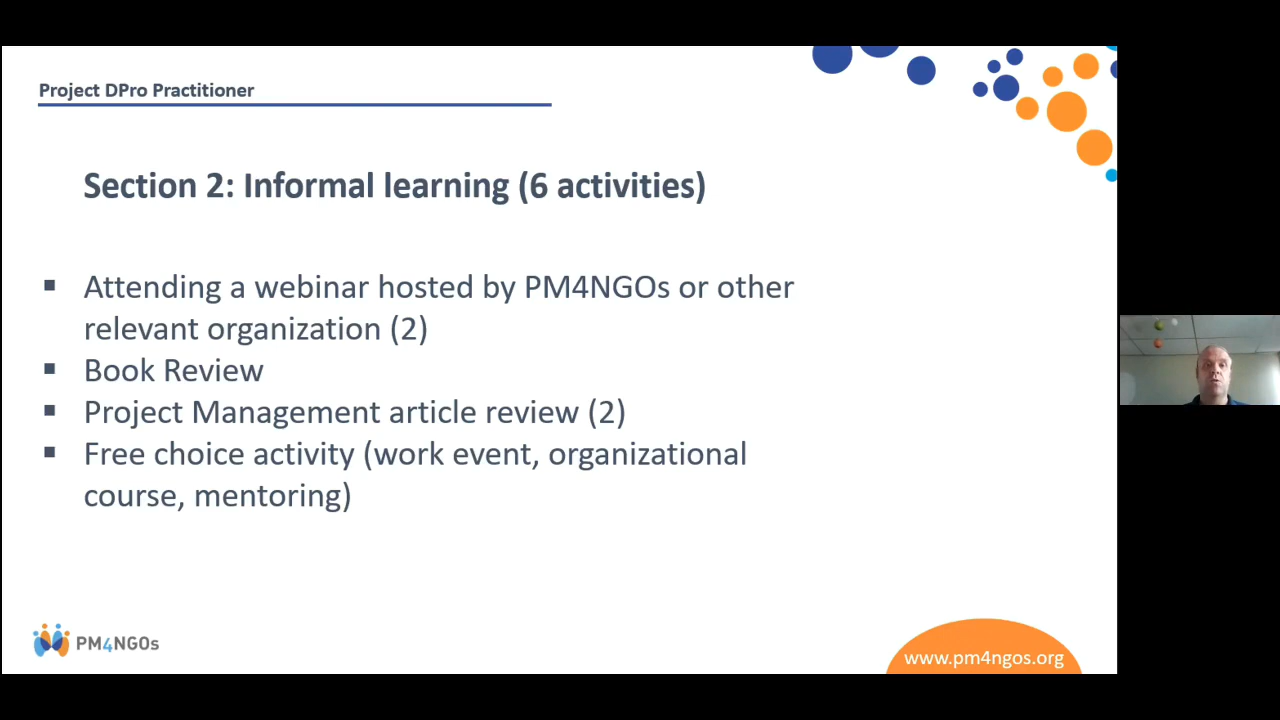 Project DPro Practitioner
Section 2: Informal learning (6 activities)
▪ Attending a webinar hosted by PM4NGOs or other
relevant organization (2)
▪ Book Review
▪ Project Management article review (2)
▪ Free choice activity (work event, organizational
course, mentoring)
PM4NGOs
www.pm4ngos.org